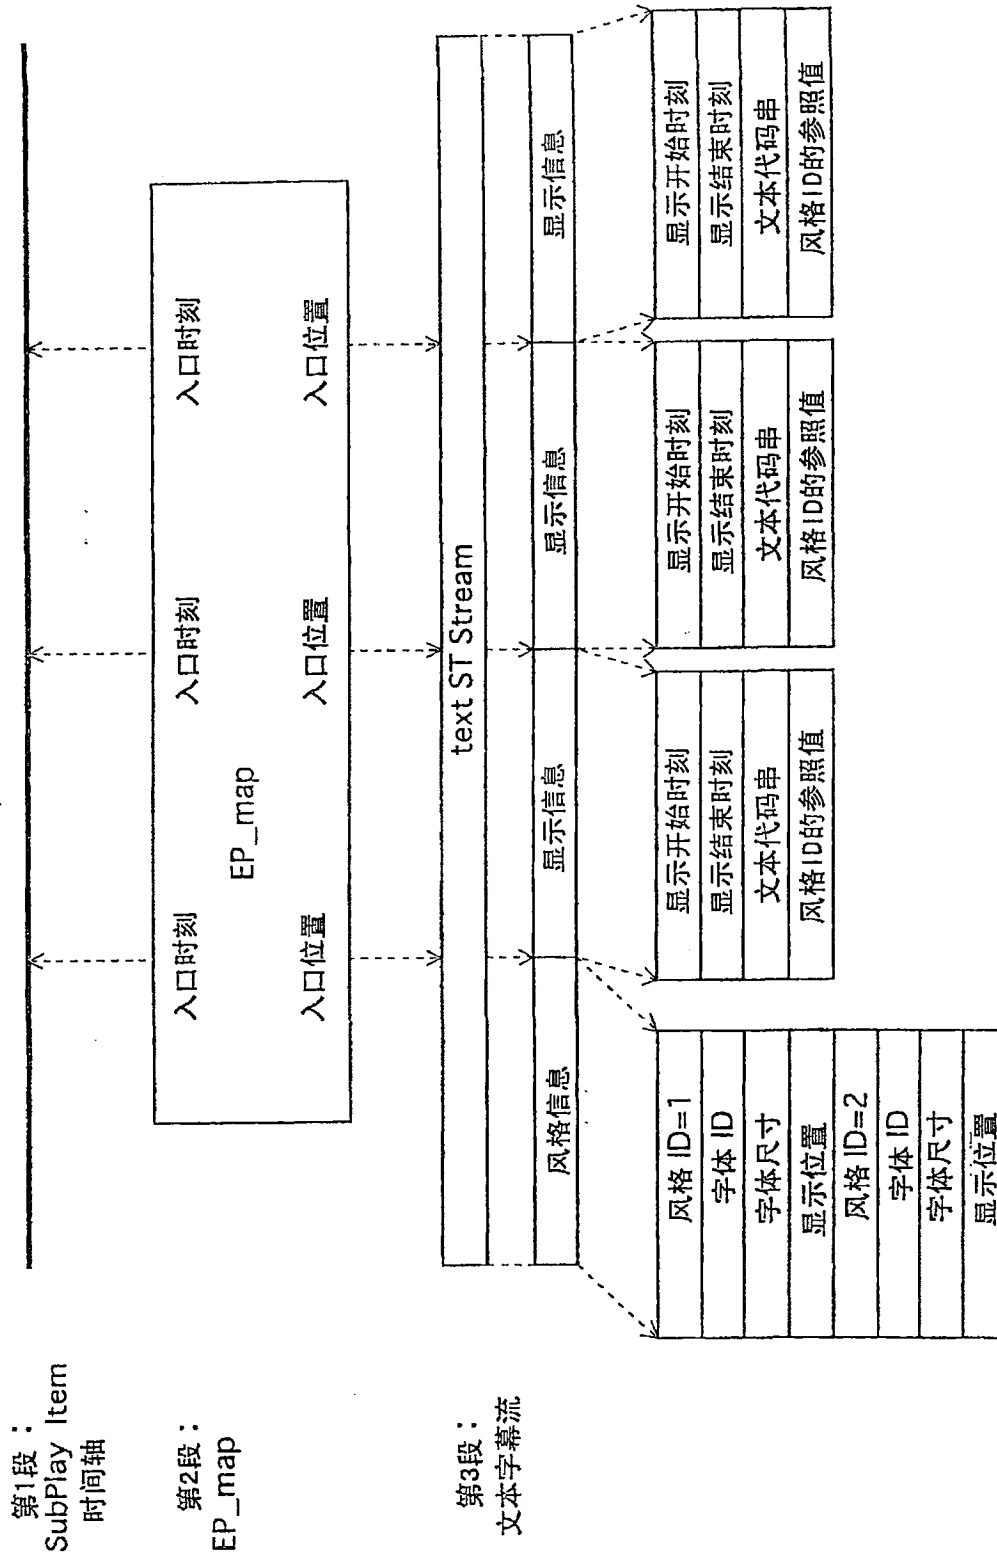 第1段：
SubPlay Item
时间轴
第2段：
EP_map
入口时刻
入口时刻
入口时刻
EP_map
入口位置
入口位置
入口位置
第3段：
文本字幕流
text ST Stream
风格信息
显示信息
显示信息
显示信息
风格 ID=1
字体 ID
字体尺寸
显示位置
风格 ID=2
字体 ID
字体尺寸
显示位置
显示开始时刻
显示结束时刻
文本代码串
风格ID的参照值
显示开始时刻
显示结束时刻
文本代码串
风格ID的参照值
显示开始时刻
显示结束时刻
文本代码串
风格ID的参照值